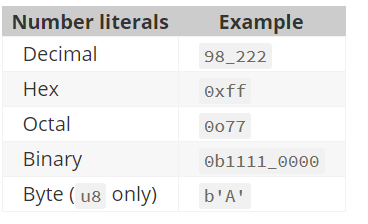 Number literals Example
Decimal 98_222
Hex 0xff
Octal 0o77
Binary 0b1111_0000
Byte ( u8 only) b'A'